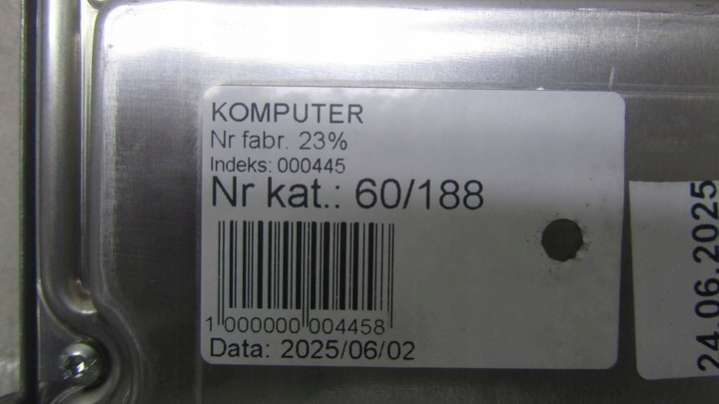 KOMPUTER
Nr fabr. 23%
Indeks: 000445
Nr kat.: 60/188
1 000000 004458
Data: 2025/06/02
24.06.2025